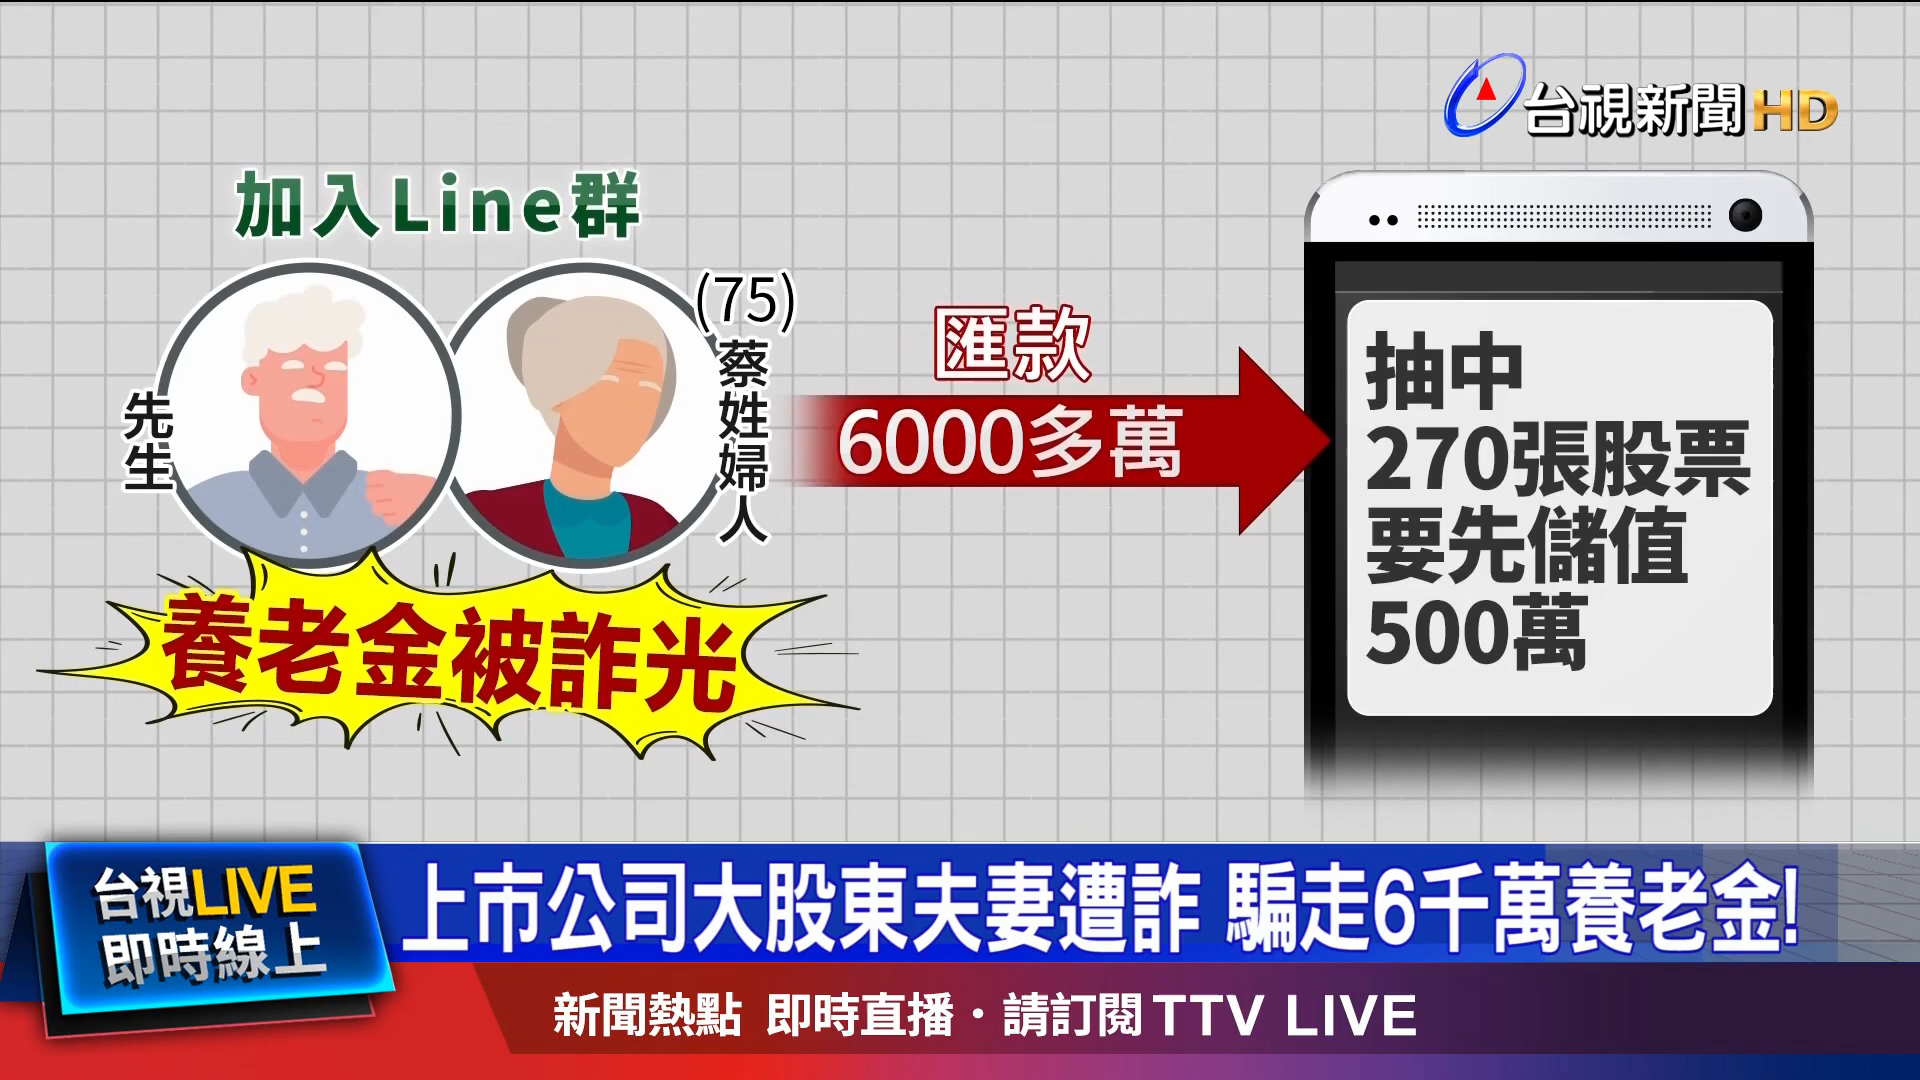 台視新聞HD
加入Line群
先生
(75)
蔡姓婦人
養老金被詐光
匯款
6000多萬
抽中
270張股票
要先儲值
500萬
台視LIVE
即時線上
上市公司大股東夫妻遭詐 騙走6千萬養老金!
新聞熱點 即時直播・請訂閱TTV LIVE